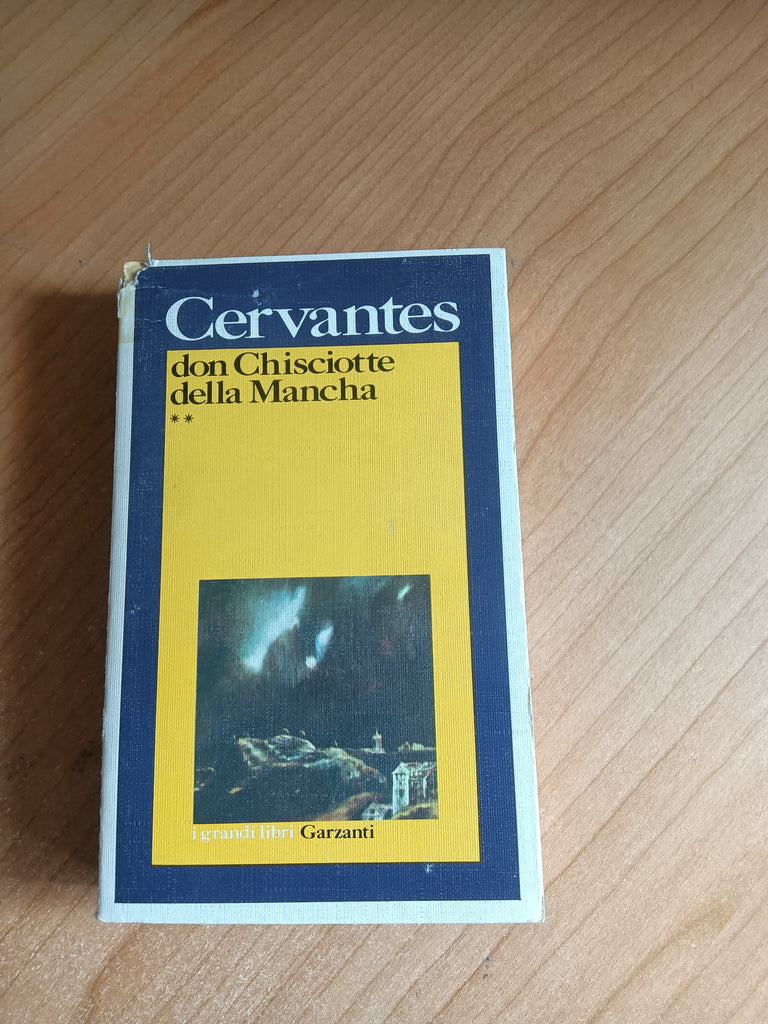 Cervantes
don Chisciotte
della Mancha
**
i grandi libri Garzanti